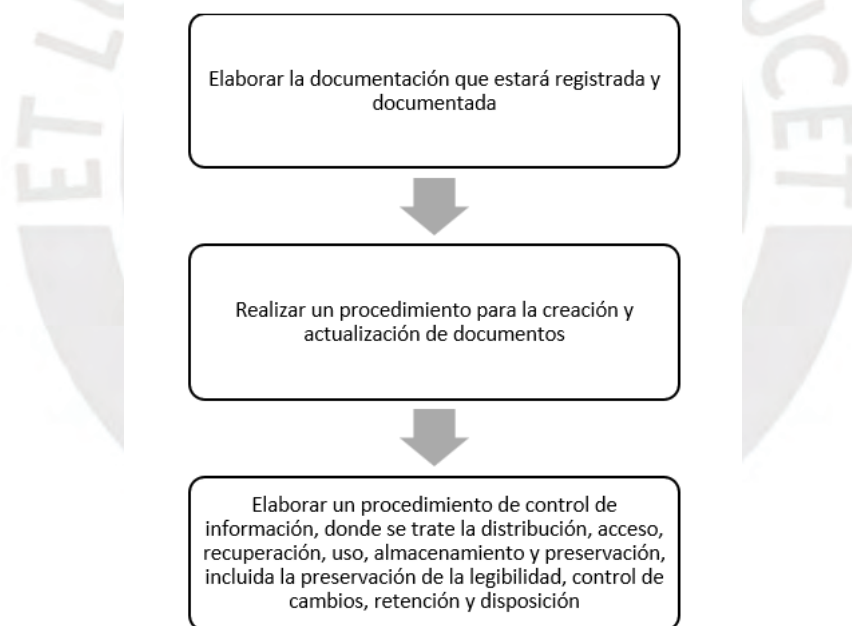 Elaborar la documentación que estará registrada y
documentada
Realizar un procedimiento para la creación y
actualización de documentos
Elaborar un procedimiento de control de
información, donde se trate la distribución, acceso,
recuperación, uso, almacenamiento y preservación,
incluida la preservación de la legibilidad, control de
cambios, retención y disposición